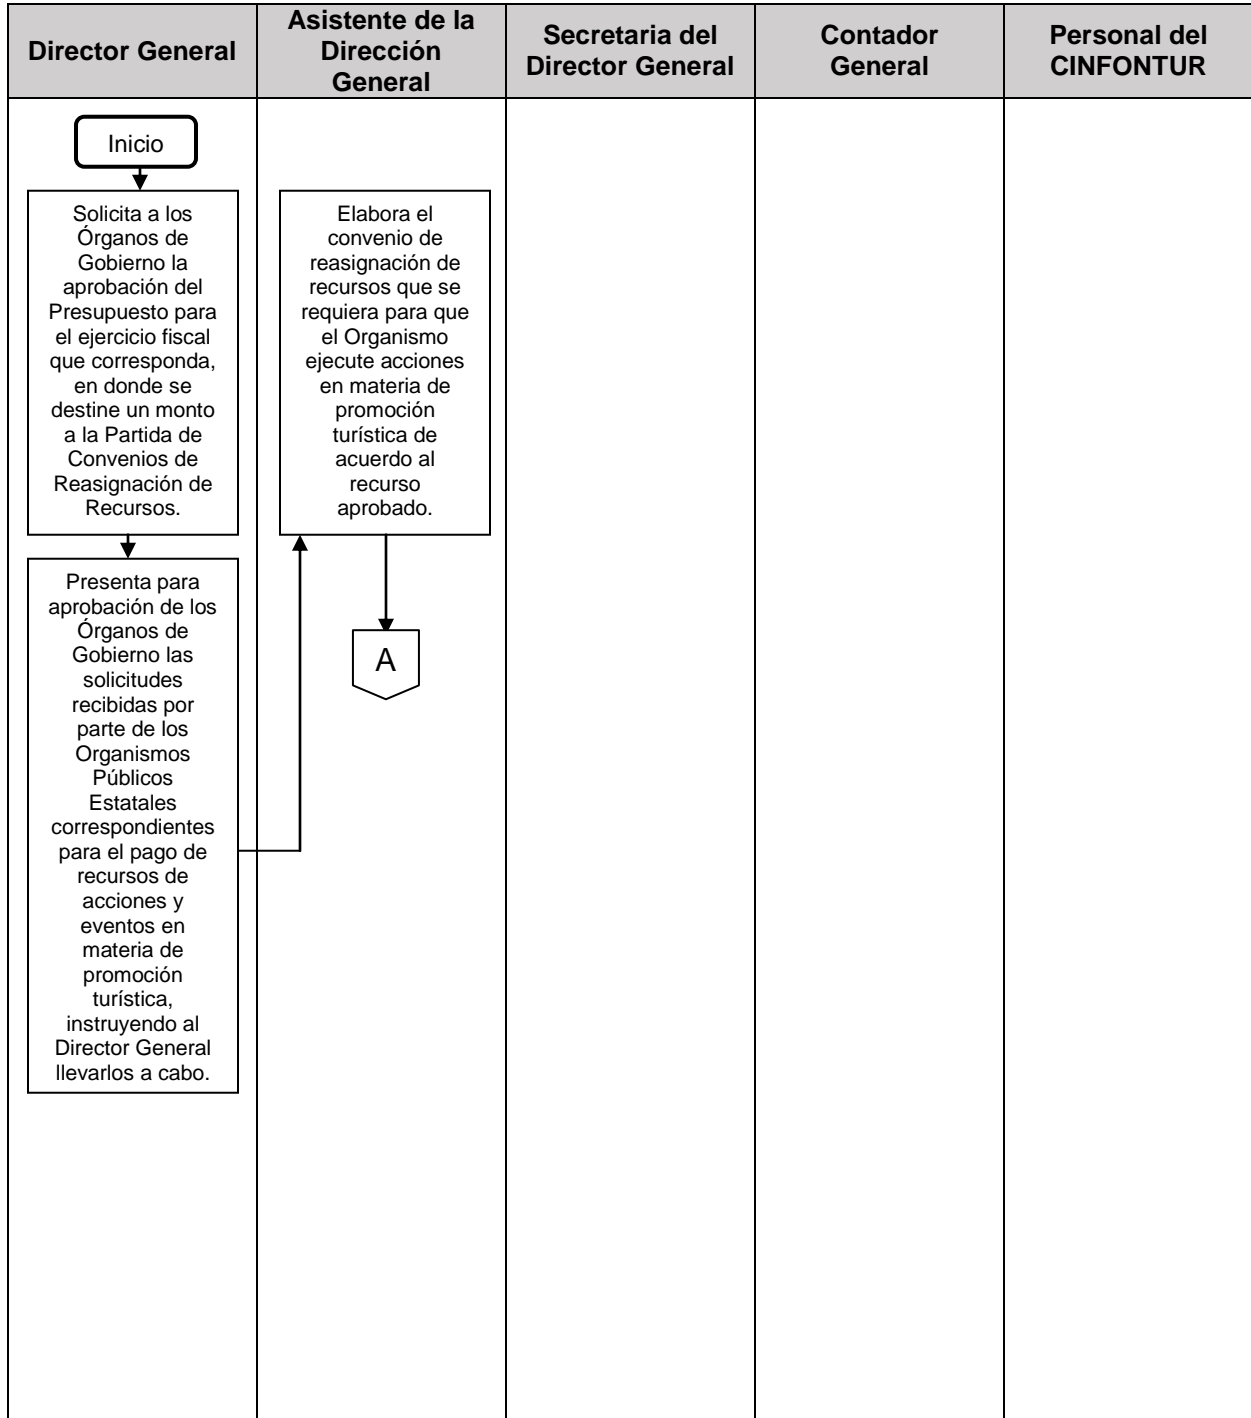 Director General
Asistente de la
Dirección
General
Secretaria del
Director General
Contador
General
Personal del
CINFONTUR
Inicio
Solicita a los
Órganos de
Gobierno la
aprobación del
Presupuesto para
el ejercicio fiscal
que corresponda,
en donde se
destine un monto
a la Partida de
Convenios de
Reasignación de
Recursos.
Presenta para
aprobación de los
Órganos de
Gobierno las
solicitudes
recibidas por
parte de los
Organismos
Públicos
Estatales
correspondientes
para el pago de
recursos de
acciones y
eventos en
materia de
promoción
turística,
instruyendo al
Director General
llevarlos a cabo.
Elabora el
convenio de
reasignación de
recursos que se
requiera para que
el Organismo
ejecute acciones
en materia de
promoción
turística de
acuerdo al
recurso
aprobado.
A